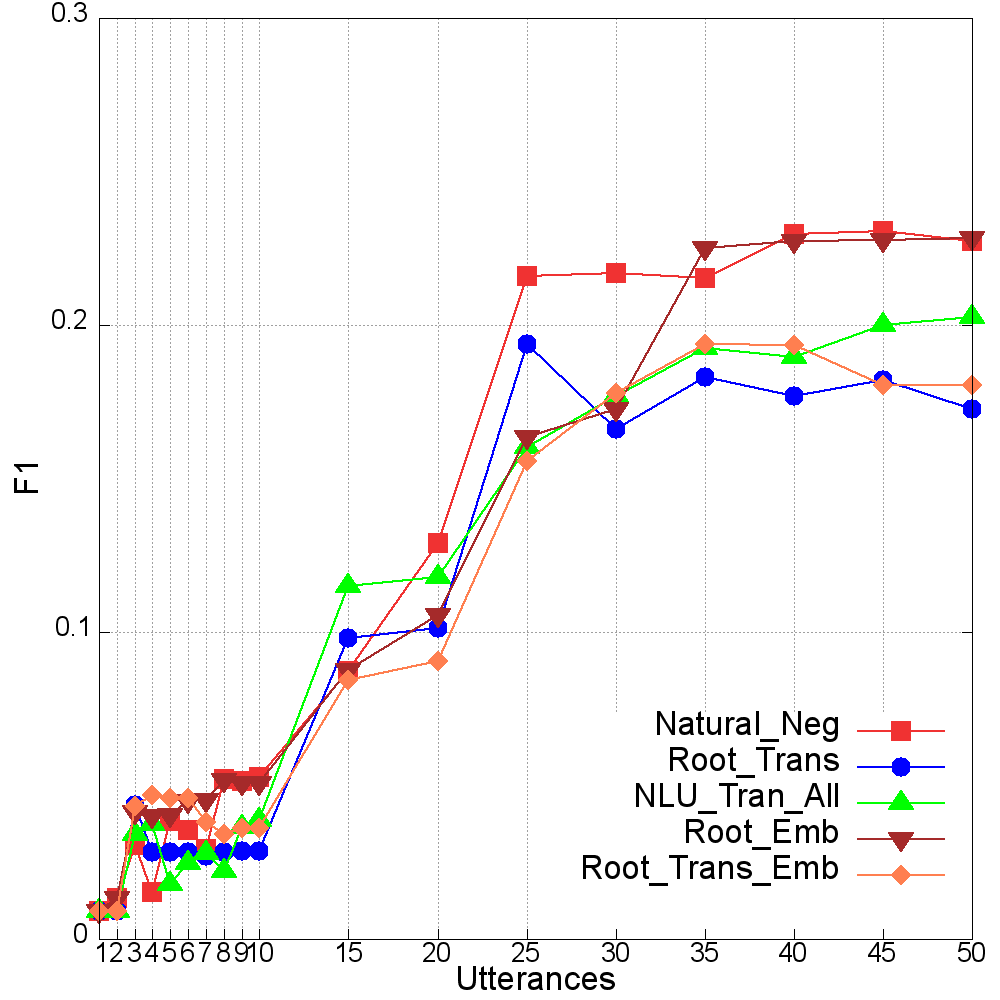 0.3
0.2
0.1
0
F1
1 2 3 4 5 6 7 8 9 10 15 20 25 30 35 40 45 50
Utterances
Natural_Neg
Root_Trans
NLU_Tran_All
Root_Emb
Root_Trans_Emb